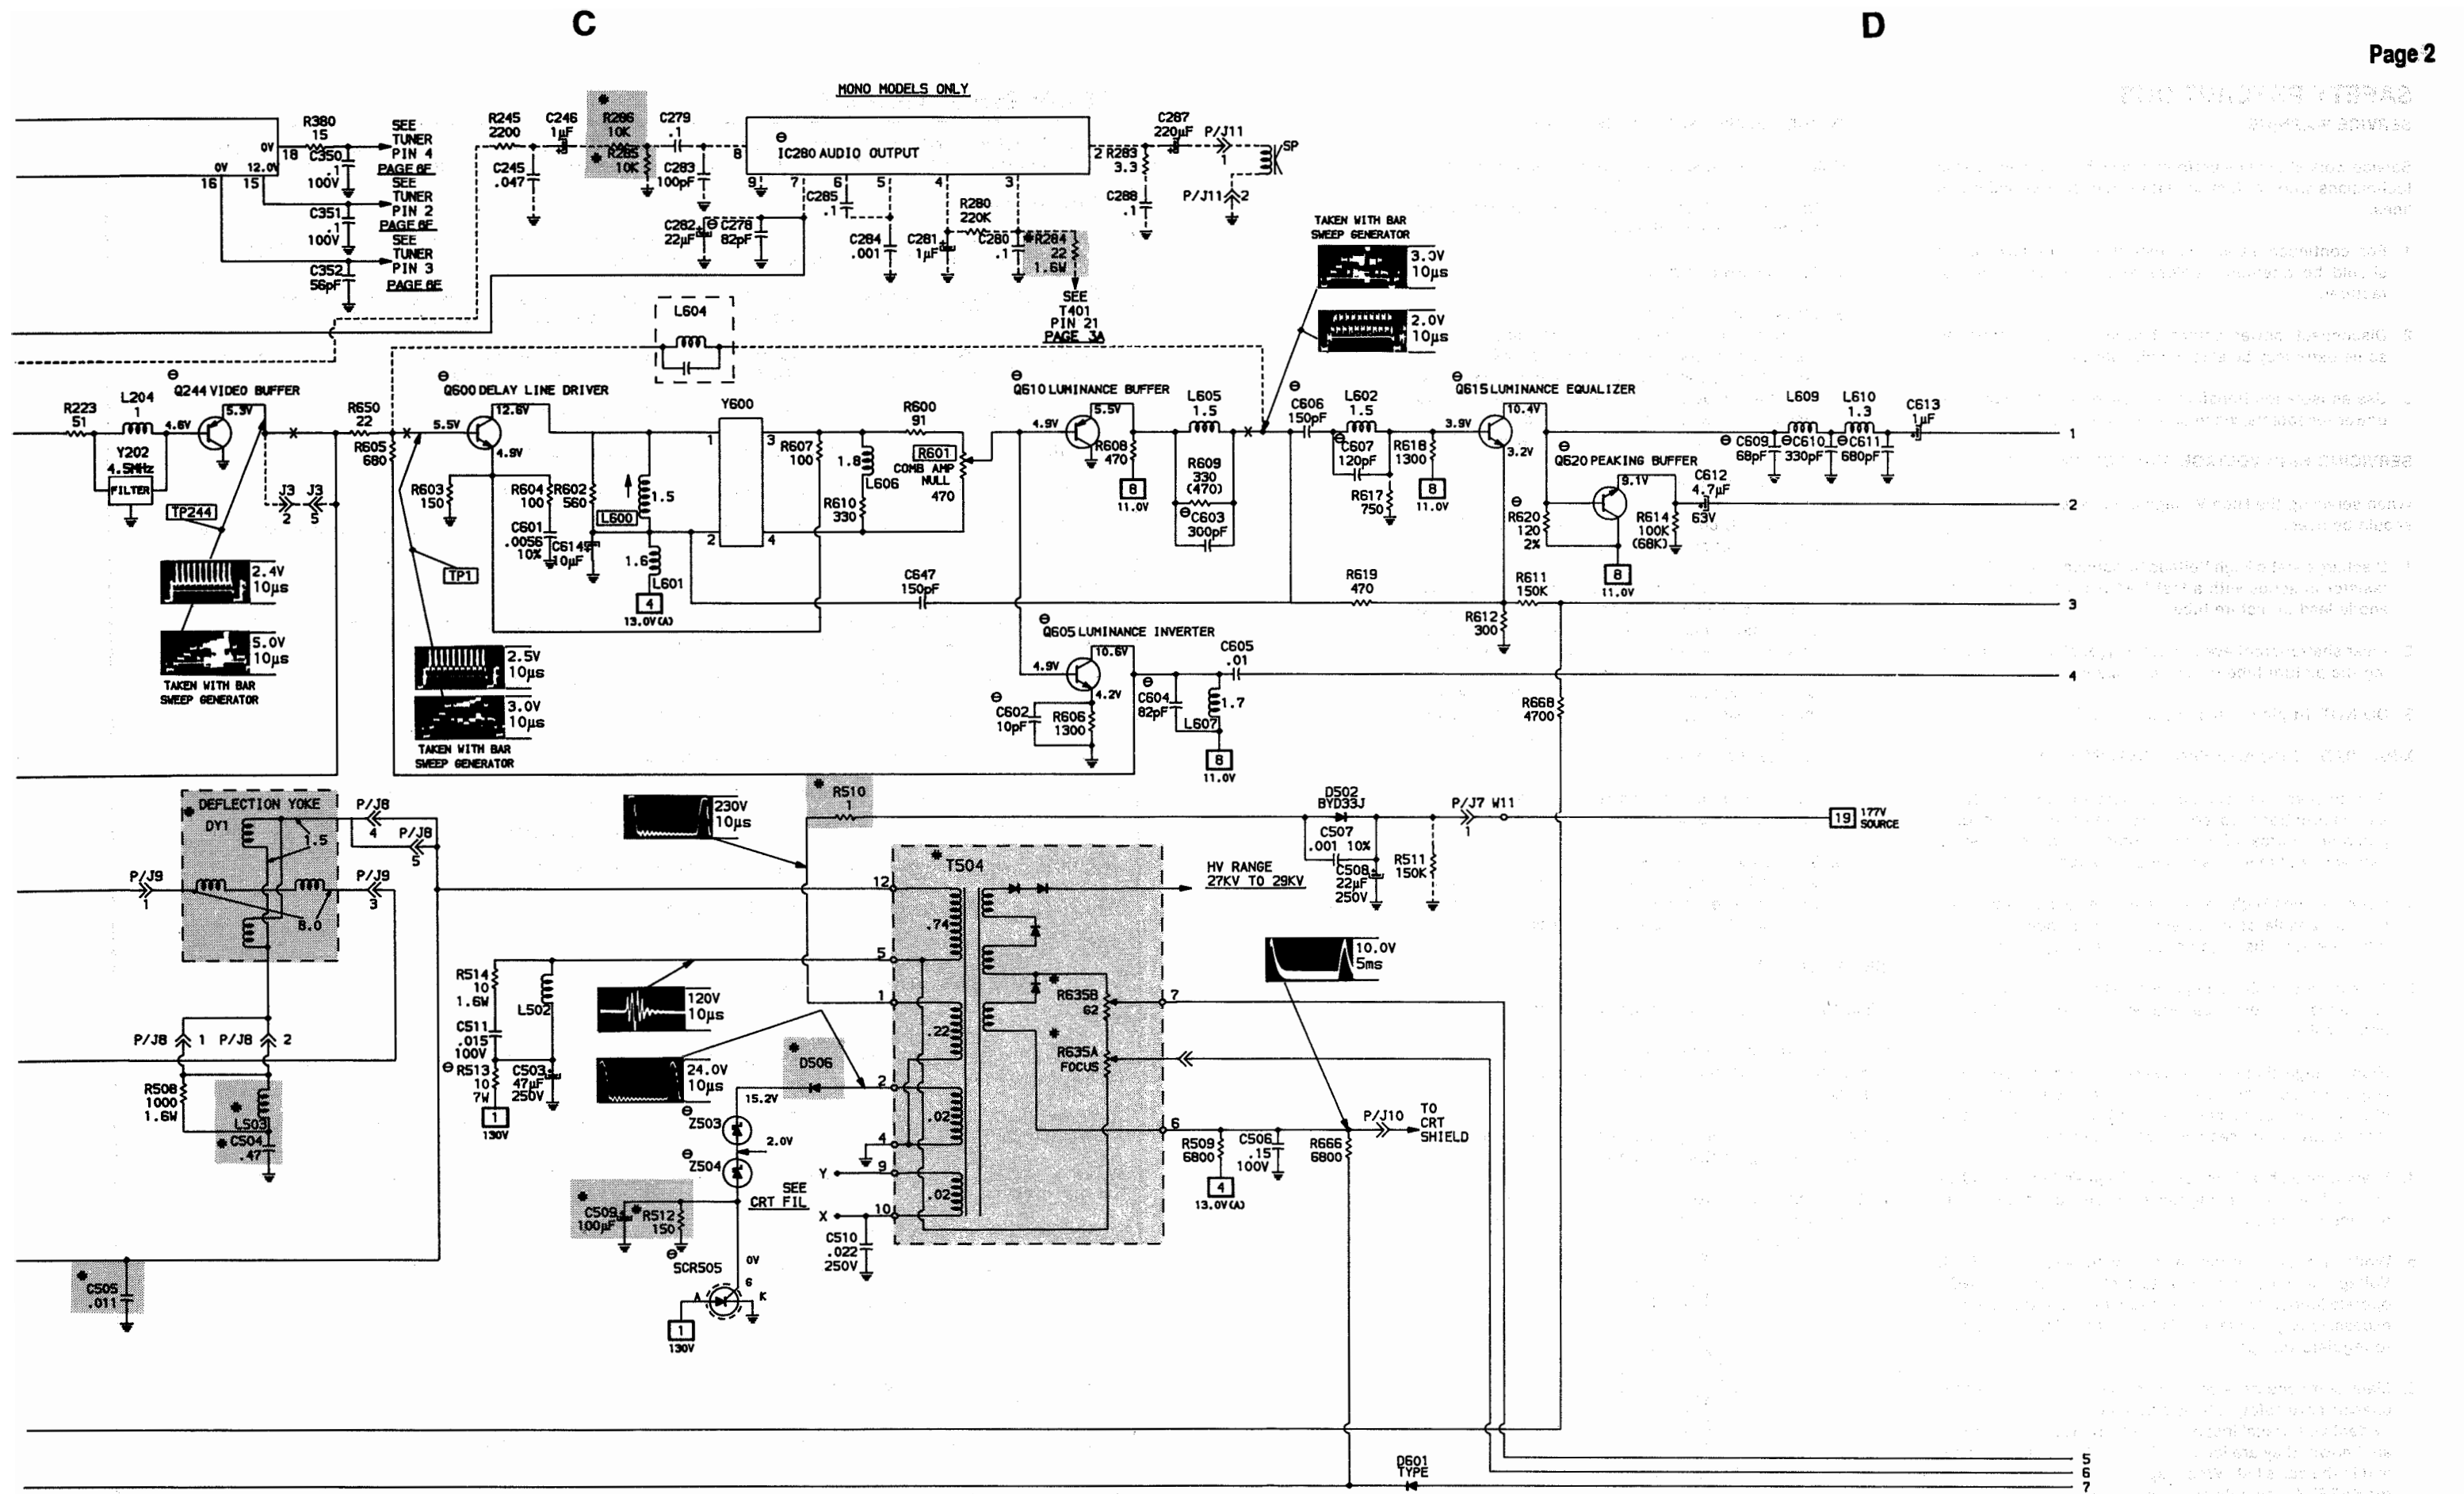 C
D
Page 2
MONO MODELS ONLY
R380
15
0V
18
C350
.1
100V
SEE
TUNER
PIN 4
PAGE 6F
0V
12.0V
16
15
C351
.1
100V
SEE
TUNER
PIN 2
PAGE 6F
C352
56pF
SEE
TUNER
PIN 3
PAGE 6E
R245
2200
C246
1µF
R286
10K
C279
.1
C245
.047
R285
10K
C283
100pF
8
IC280 AUDIO OUTPUT
2
9
7
6
5
4
3
R283
3.3
C287
220µF
P/J11
1
SP
C288
.1
P/J11
2
C282
22µF
C278
82pF
C285
.1
C284
.001
C281
1µF
R280
220K
C280
.1
R284
22
1.6W
SEE
T401
PIN 21
PAGE 3A
TAKEN WITH BAR
SWEEP GENERATOR
3.0V
10µs
2.0V
10µs
L604
R223
51
L204
1
Y202
4.5MHz
FILTER
Q244 VIDEO BUFFER
4.6V
5.3V
J3
2
J3
5
TP244
2.4V
10µs
5.0V
10µs
TAKEN WITH BAR
SWEEP GENERATOR
R650
22
R605
680
Q600 DELAY LINE DRIVER
5.5V
12.6V
4.9V
R603
150
R604
100
C601
.0056
10%
R602
560
C614
10µF
L600
1.5
1.6
L601
4
13.0V(A)
TP1
2.5V
10µs
3.0V
10µs
TAKEN WITH BAR
SWEEP GENERATOR
Y600
1
2
3
4
R607
100
1.8
L606
R610
330
R600
91
R601
COMB AMP
NULL
470
C647
150pF
Q610 LUMINANCE BUFFER
4.9V
5.5V
R608
470
8
11.0V
L605
1.5
R609
330
(470)
C603
300pF
C606
150pF
L602
1.5
C607
120pF
R617
750
R618
1300
8
11.0V
Q615 LUMINANCE EQUALIZER
3.9V
10.4V
3.2V
Q620 PEAKING BUFFER
9.1V
R620
120
2%
R614
100K
(68K)
8
11.0V
C612
4.7µF
63V
L609
L610
1.3
C609
68pF
C610
330pF
C611
680pF
C613
1µF
1
2
3
4
R619
470
R611
150K
R612
300
Q605 LUMINANCE INVERTER
4.9V
10.6V
4.2V
C602
10pF
R606
1300
C604
82pF
C605
.01
1.7
L607
8
11.0V
R668
4700
DEFLECTION YOKE
DY1
1.5
8.0
P/J8
4
P/J8
5
P/J9
1
P/J9
3
P/J8
1
P/J8
2
R508
1000
1.6W
L503
C504
.47
C505
.011
230V
10µs
R510
1
R514
10
1.6W
L502
C511
.015
100V
R513
10
7W
C503
47µF
250V
1
130V
120V
10µs
24.0V
10µs
D506
15.2V
Z503
2.0V
Z504
C509
100µF
R512
150
SCR505
0V
G
A
K
1
130V
SEE
CRT FIL
Y
X
C510
.022
250V
T504
12
5
1
2
4
9
10
.74
.22
.02
.02
R635B
G2
R635A
FOCUS
7
6
HV RANGE
27KV TO 29KV
D502
BYD33J
C507
.001 10%
C508
22µF
250V
R511
150K
P/J7
1
W11
19
177V
SOURCE
10.0V
5ms
P/J10
TO
CRT
SHIELD
R509
6800
4
13.0V(A)
C506
.15
100V
R666
6800
D601
TYPE
5
6
7